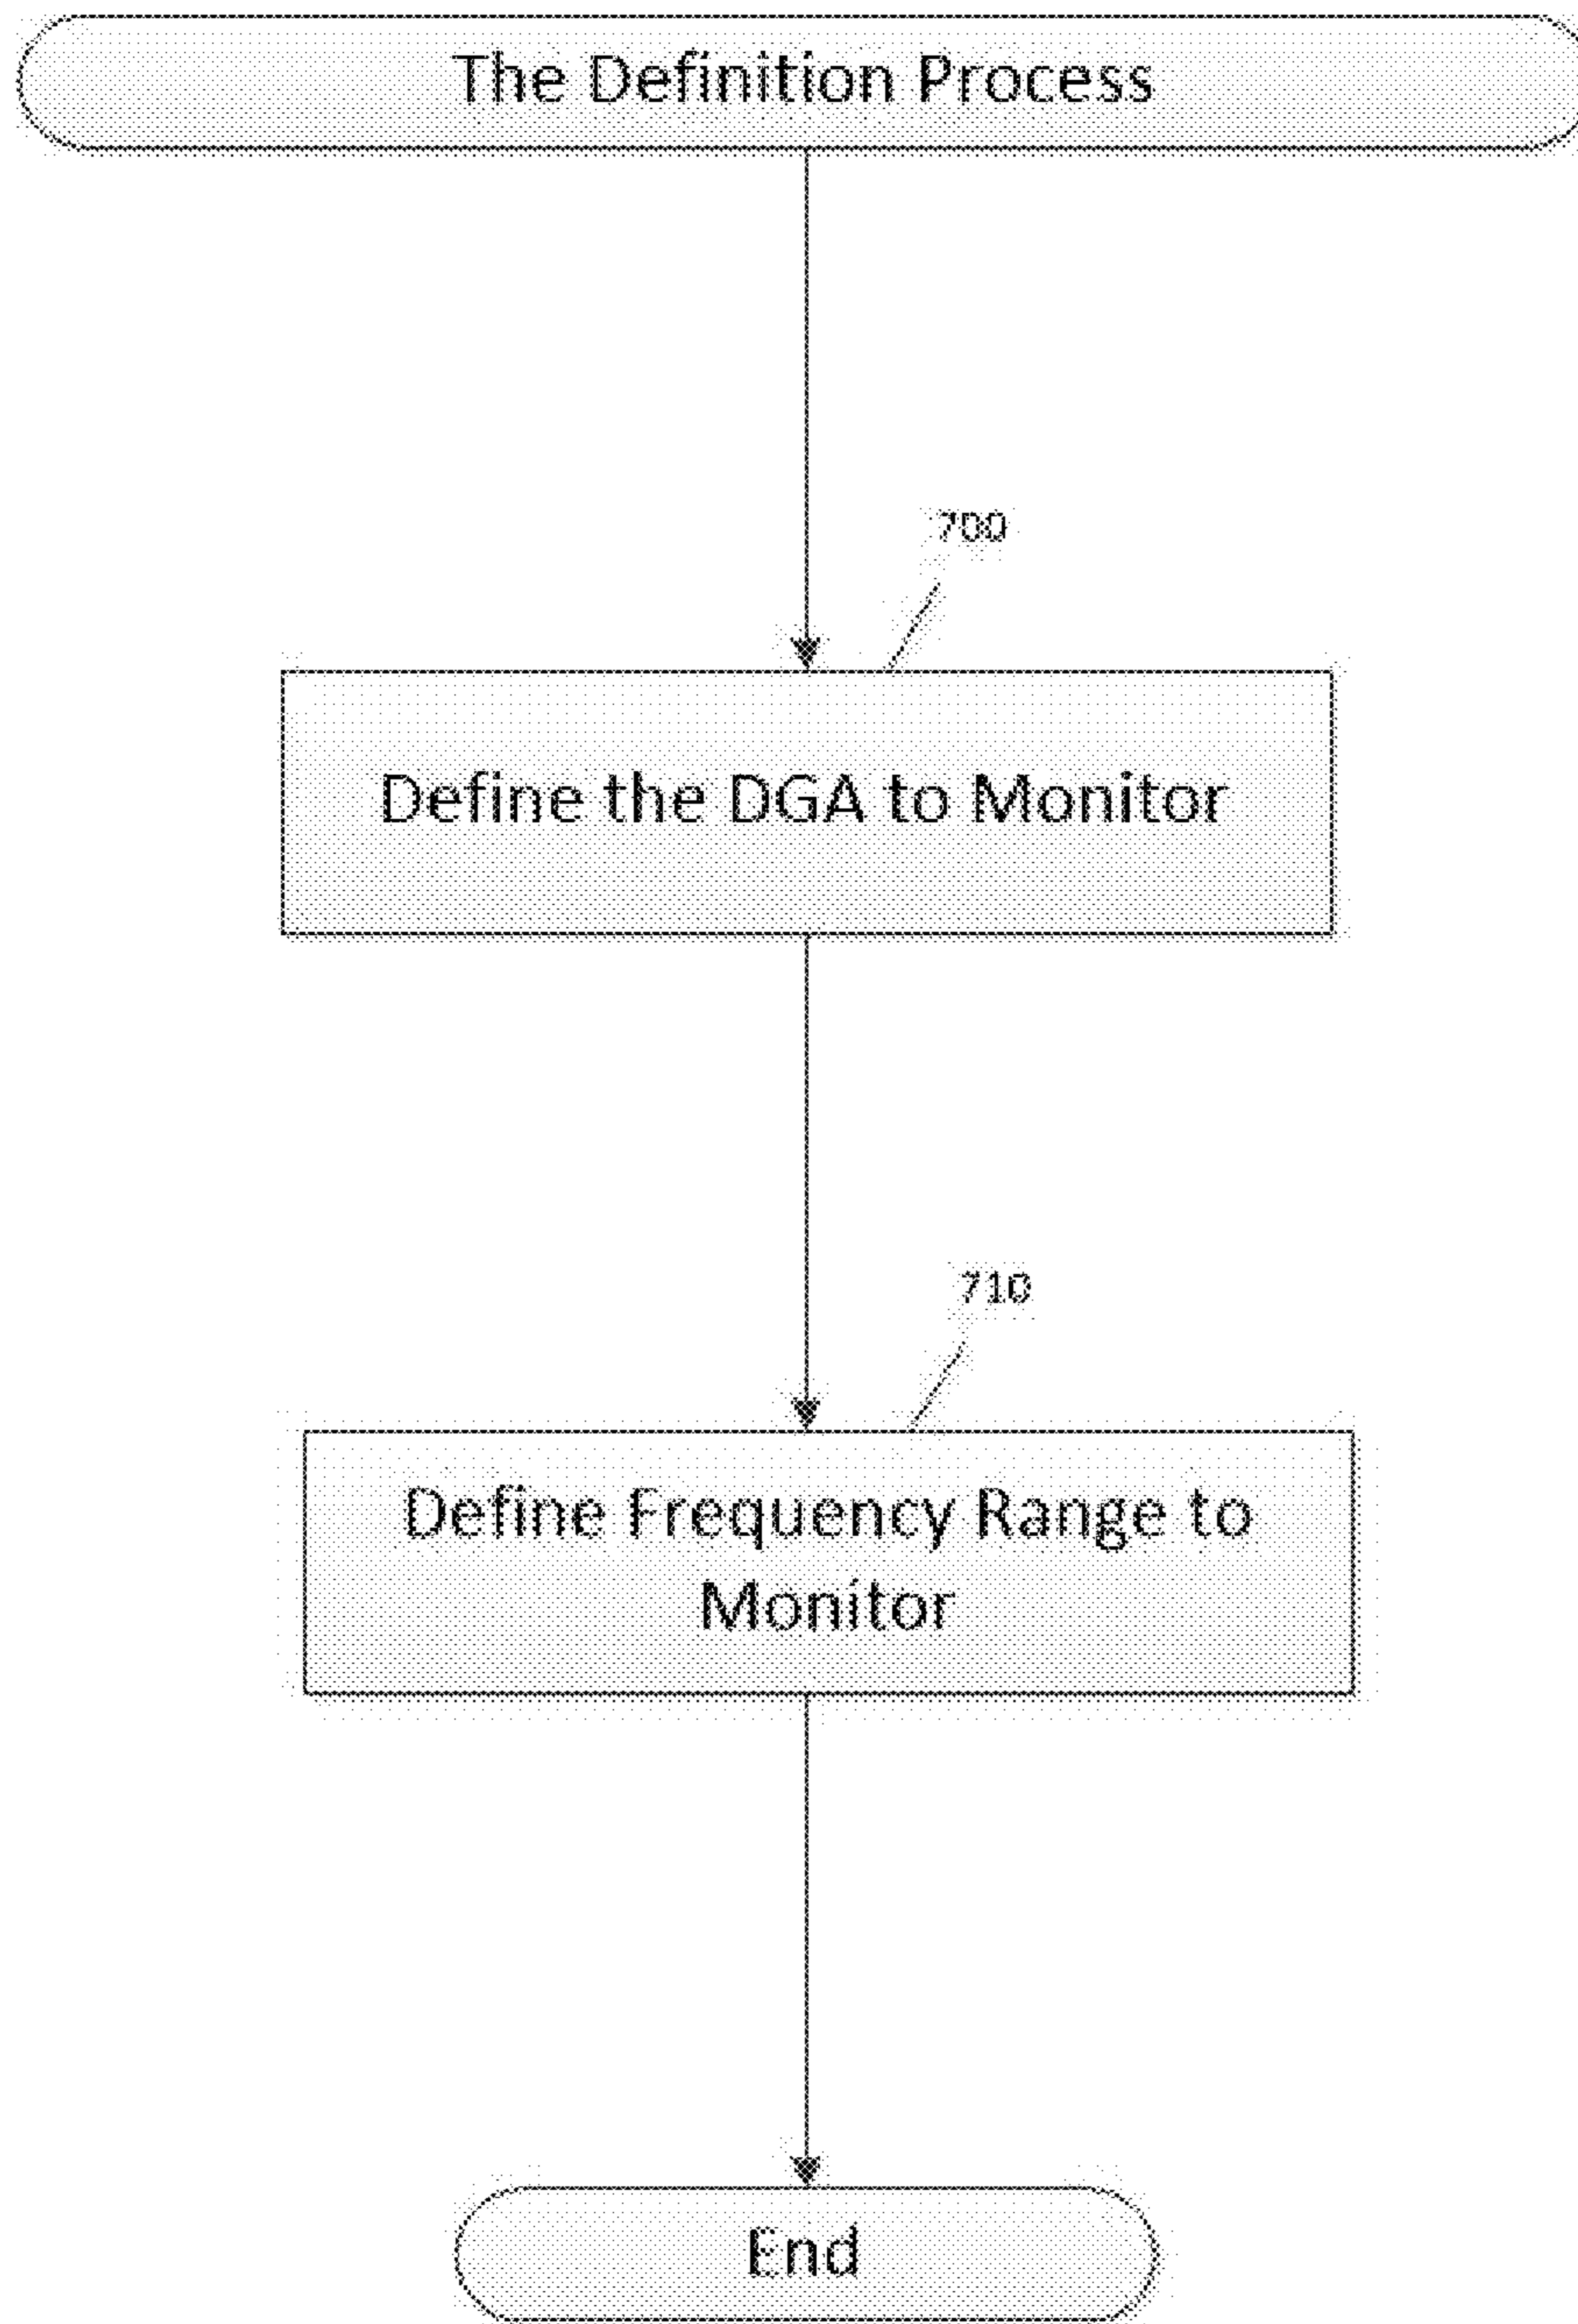 The Definition Process
700
Define the DGA to Monitor
710
Define Frequency Range to
Monitor
End